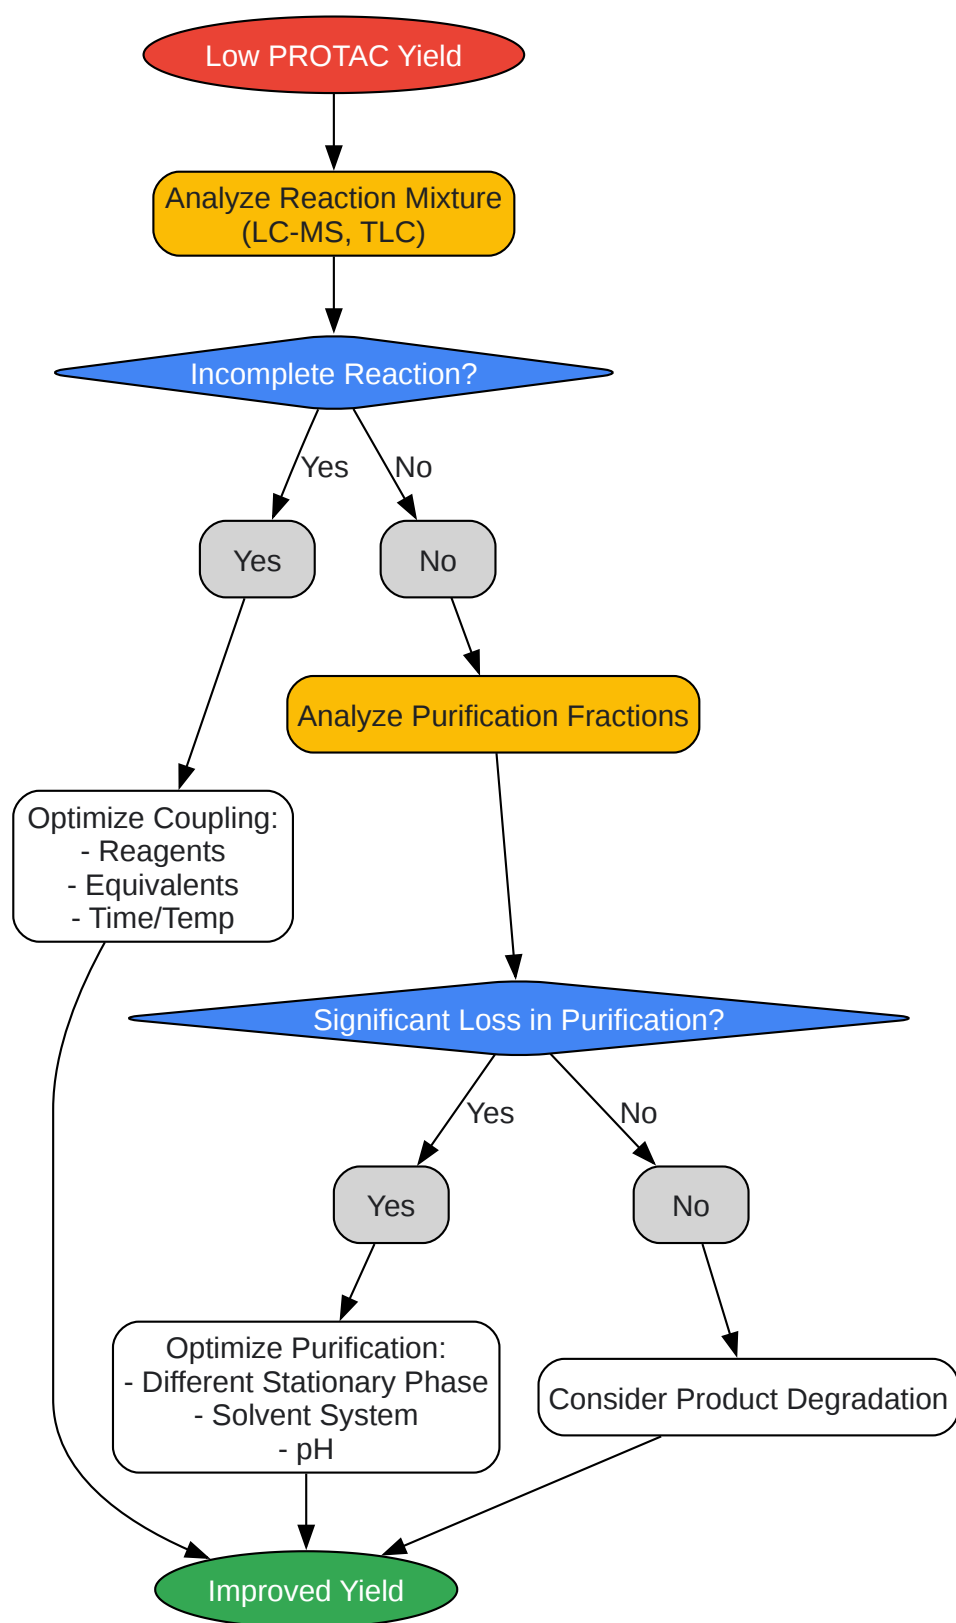 Low PROTAC Yield
Analyze Reaction Mixture
(LC-MS, TLC)
Incomplete Reaction?
Yes
No
Yes
No
Analyze Purification Fractions
Optimize Coupling:
- Reagents
- Equivalents
- Time/Temp
Significant Loss in Purification?
Yes
No
Yes
No
Optimize Purification:
- Different Stationary Phase
- Solvent System
- pH
Consider Product Degradation
Improved Yield